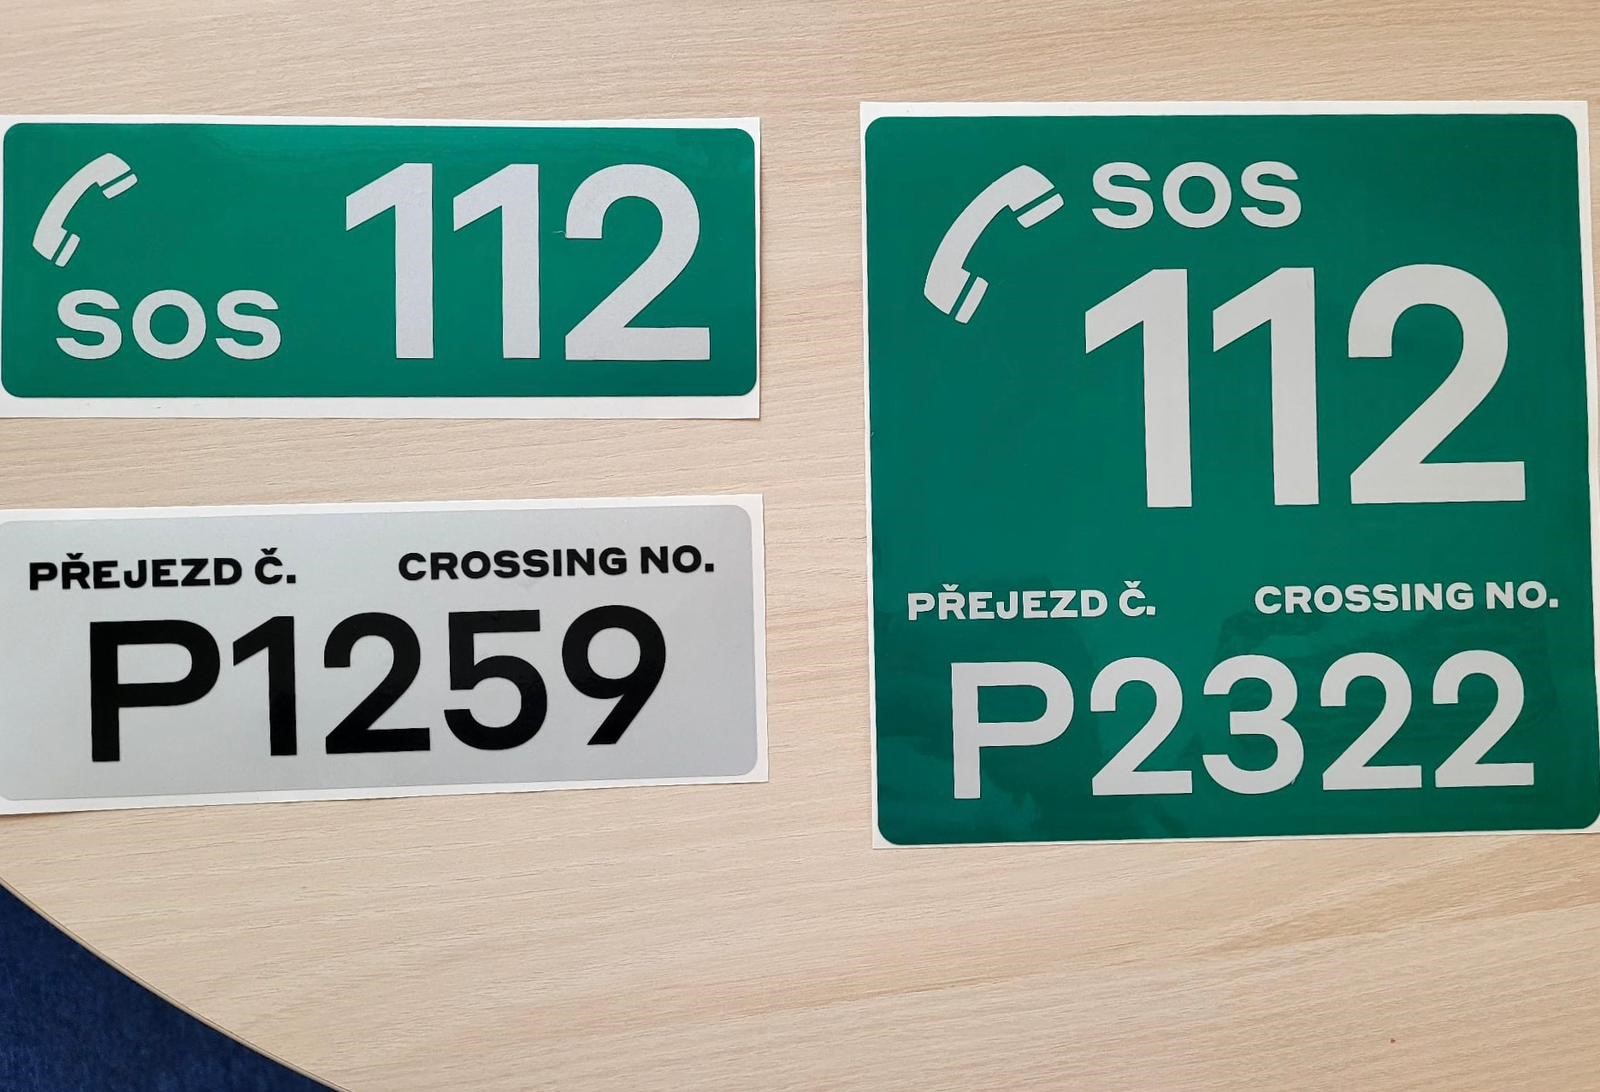 SOS 112
PŘEJEZD Č. CROSSING NO.
P1259
SOS
112
PŘEJEZD Č. CROSSING NO.
P2322